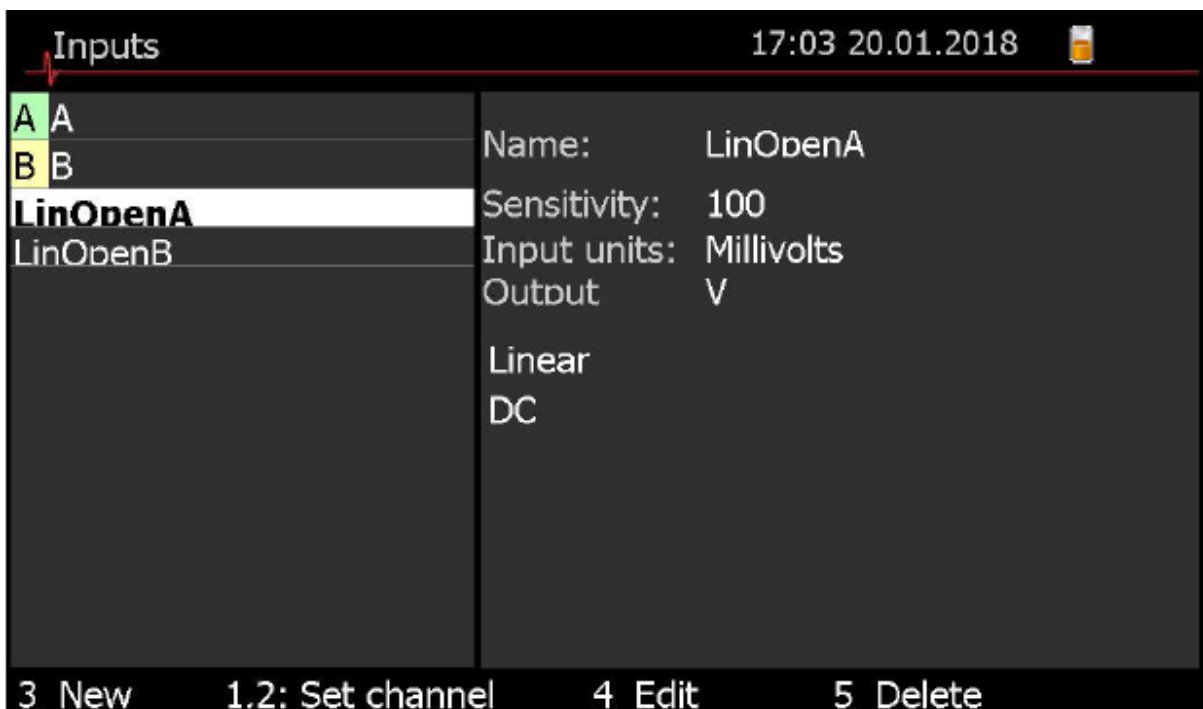 Inputs 17:03 20.01.2018
A A
B B
LinOpenA
LinOpenB
Name: LinOpenA
Sensitivity: 100
Input units: Millivolts
Output V
Linear
DC
3 New 1.2: Set channel 4 Edit 5 Delete